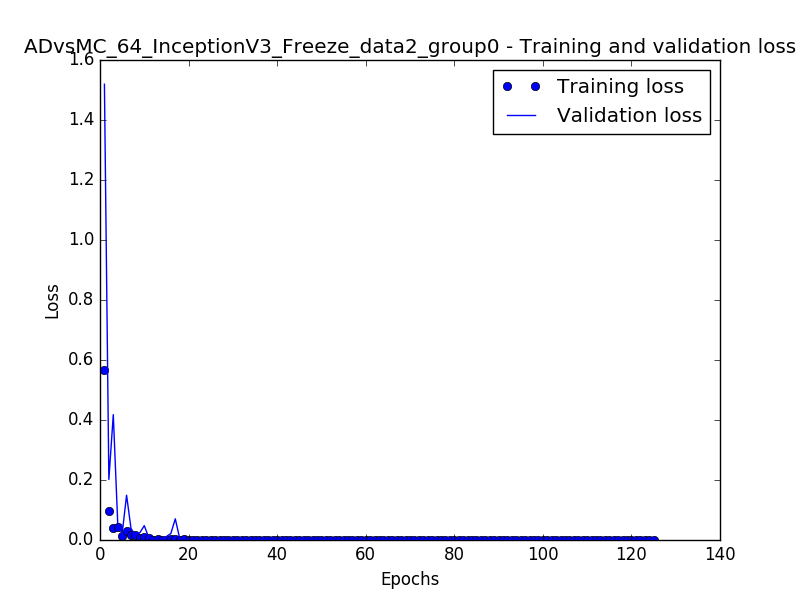 ADvsMC_64_InceptionV3_Freeze_data2_group0 - Training and validation loss
Training loss
Validation loss
1.6
1.4
1.2
1.0
0.8
0.6
0.4
0.2
0.0
Loss
0 20 40 60 80 100 120 140
Epochs